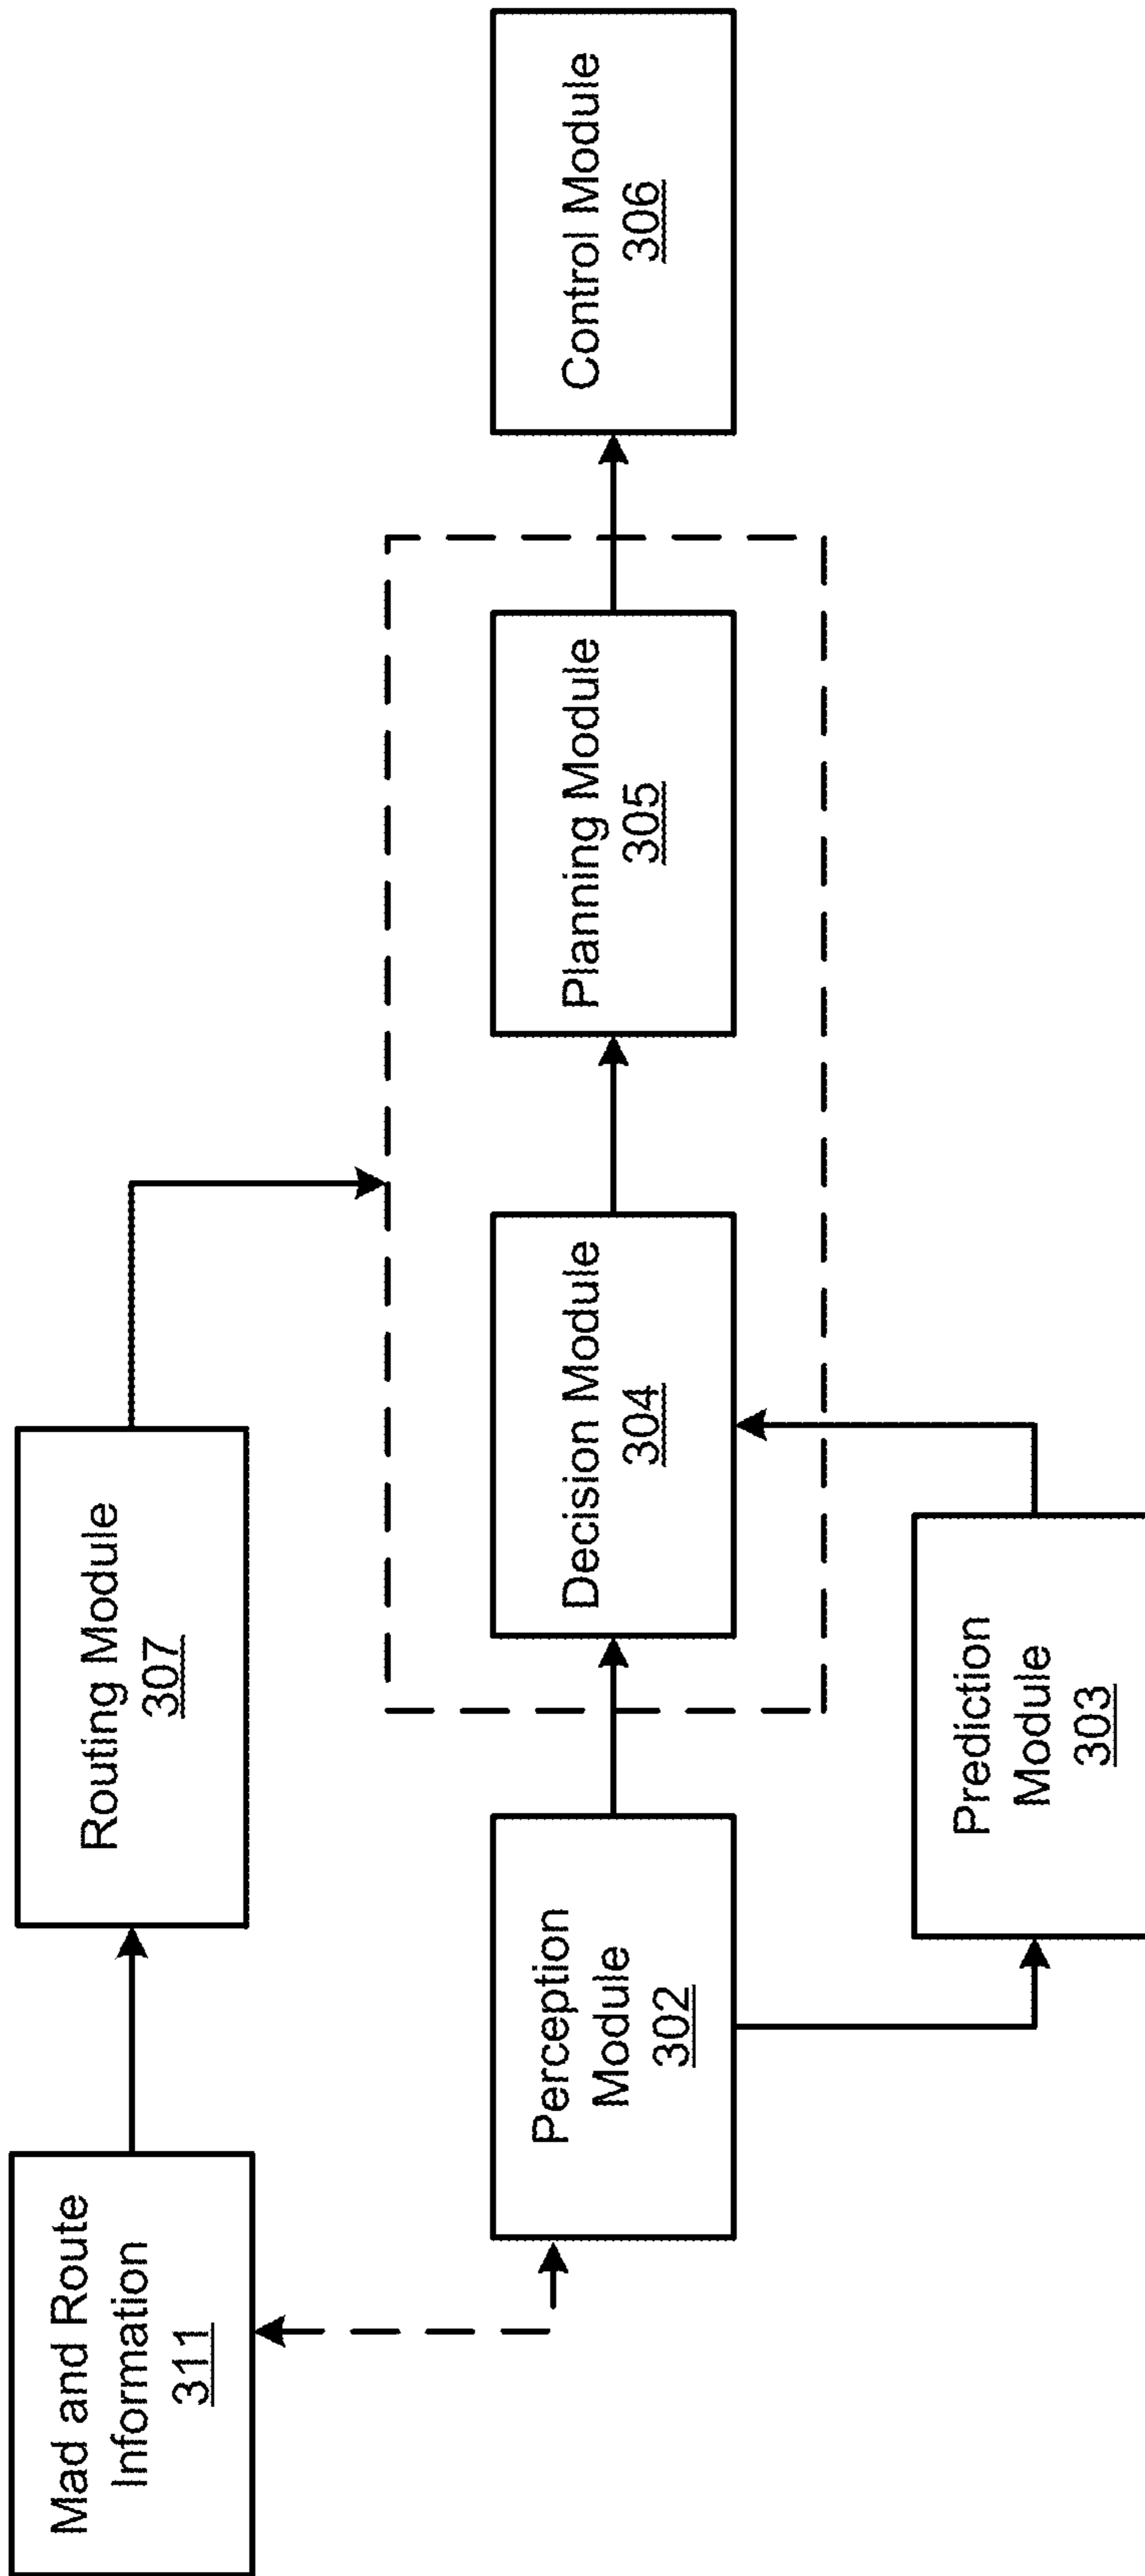 Mad and Route
Information
311
Routing Module
307
Perception
Module
302
Decision Module
304
Planning Module
305
Control Module
306
Prediction
Module
303